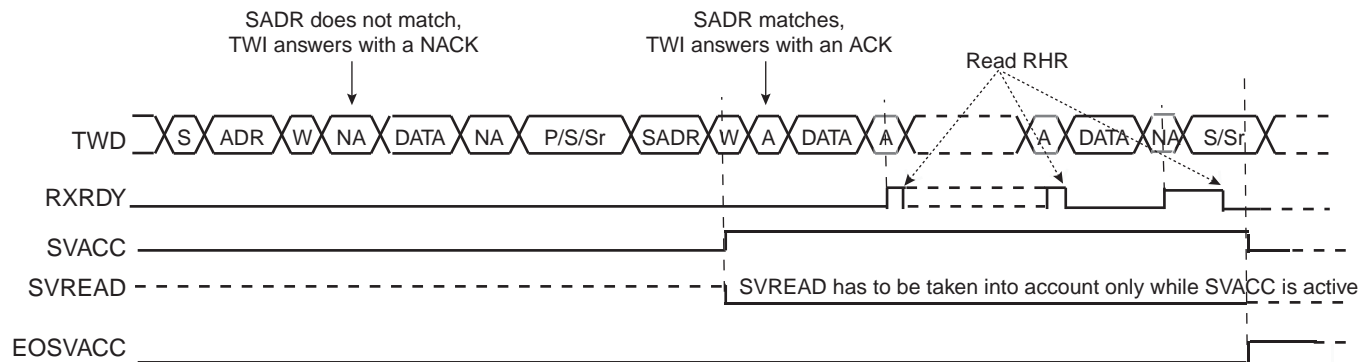 SADR does not match,
TWI answers with a NACK
SADR matches,
TWI answers with an ACK
Read RHR
TWD S ADR W NA DATA NA P/S/Sr SADR W A DATA A A DATA NA S/Sr
RXRDY
SVACC
SVREAD SVREAD has to be taken into account only while SVACC is active
EOSVACC